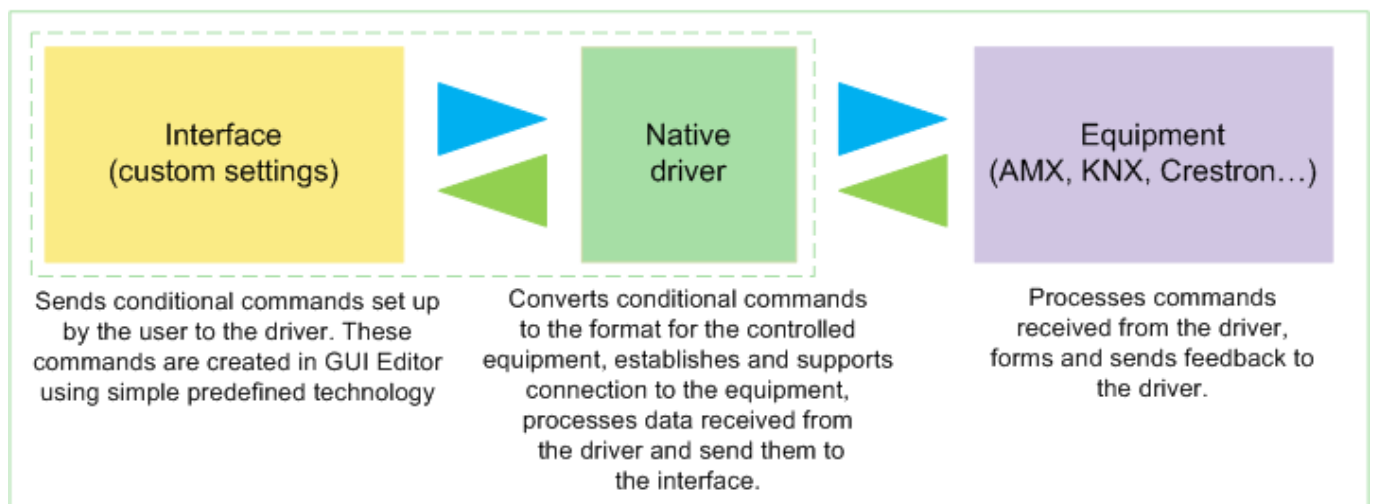 Interface
(custom settings)
Native
driver
Equipment
(AMX, KNX, Crestron…)
Sends conditional commands set up
by the user to the driver. These
commands are created in GUI Editor
using simple predefined technology
Converts conditional commands
to the format for the controlled
equipment, establishes and supports
connection to the equipment,
processes data received from
the driver and send them to
the interface.
Processes commands
received from the driver,
forms and sends feedback to
the driver.